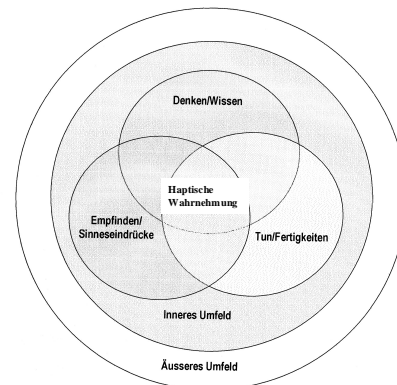 Denken/Wissen
Haptische
Wahrnehmung
Empfinden/
Sinneseindrücke
Tun/Fertigkeiten
Inneres Umfeld
Äusseres Umfeld